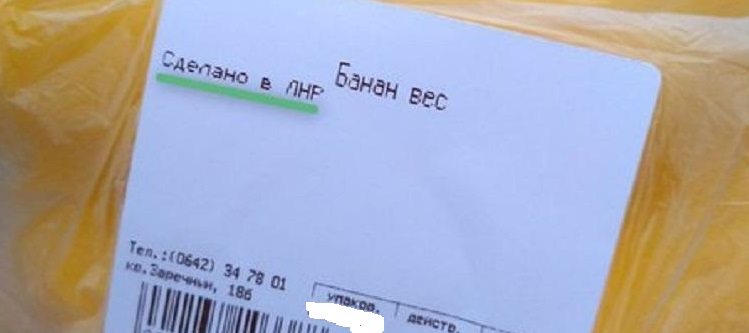 Сделано в ЛНР
Банан вес
Тел.:(0642) 34 78 01
кв.Заречный, 18б
упаков.
действ.